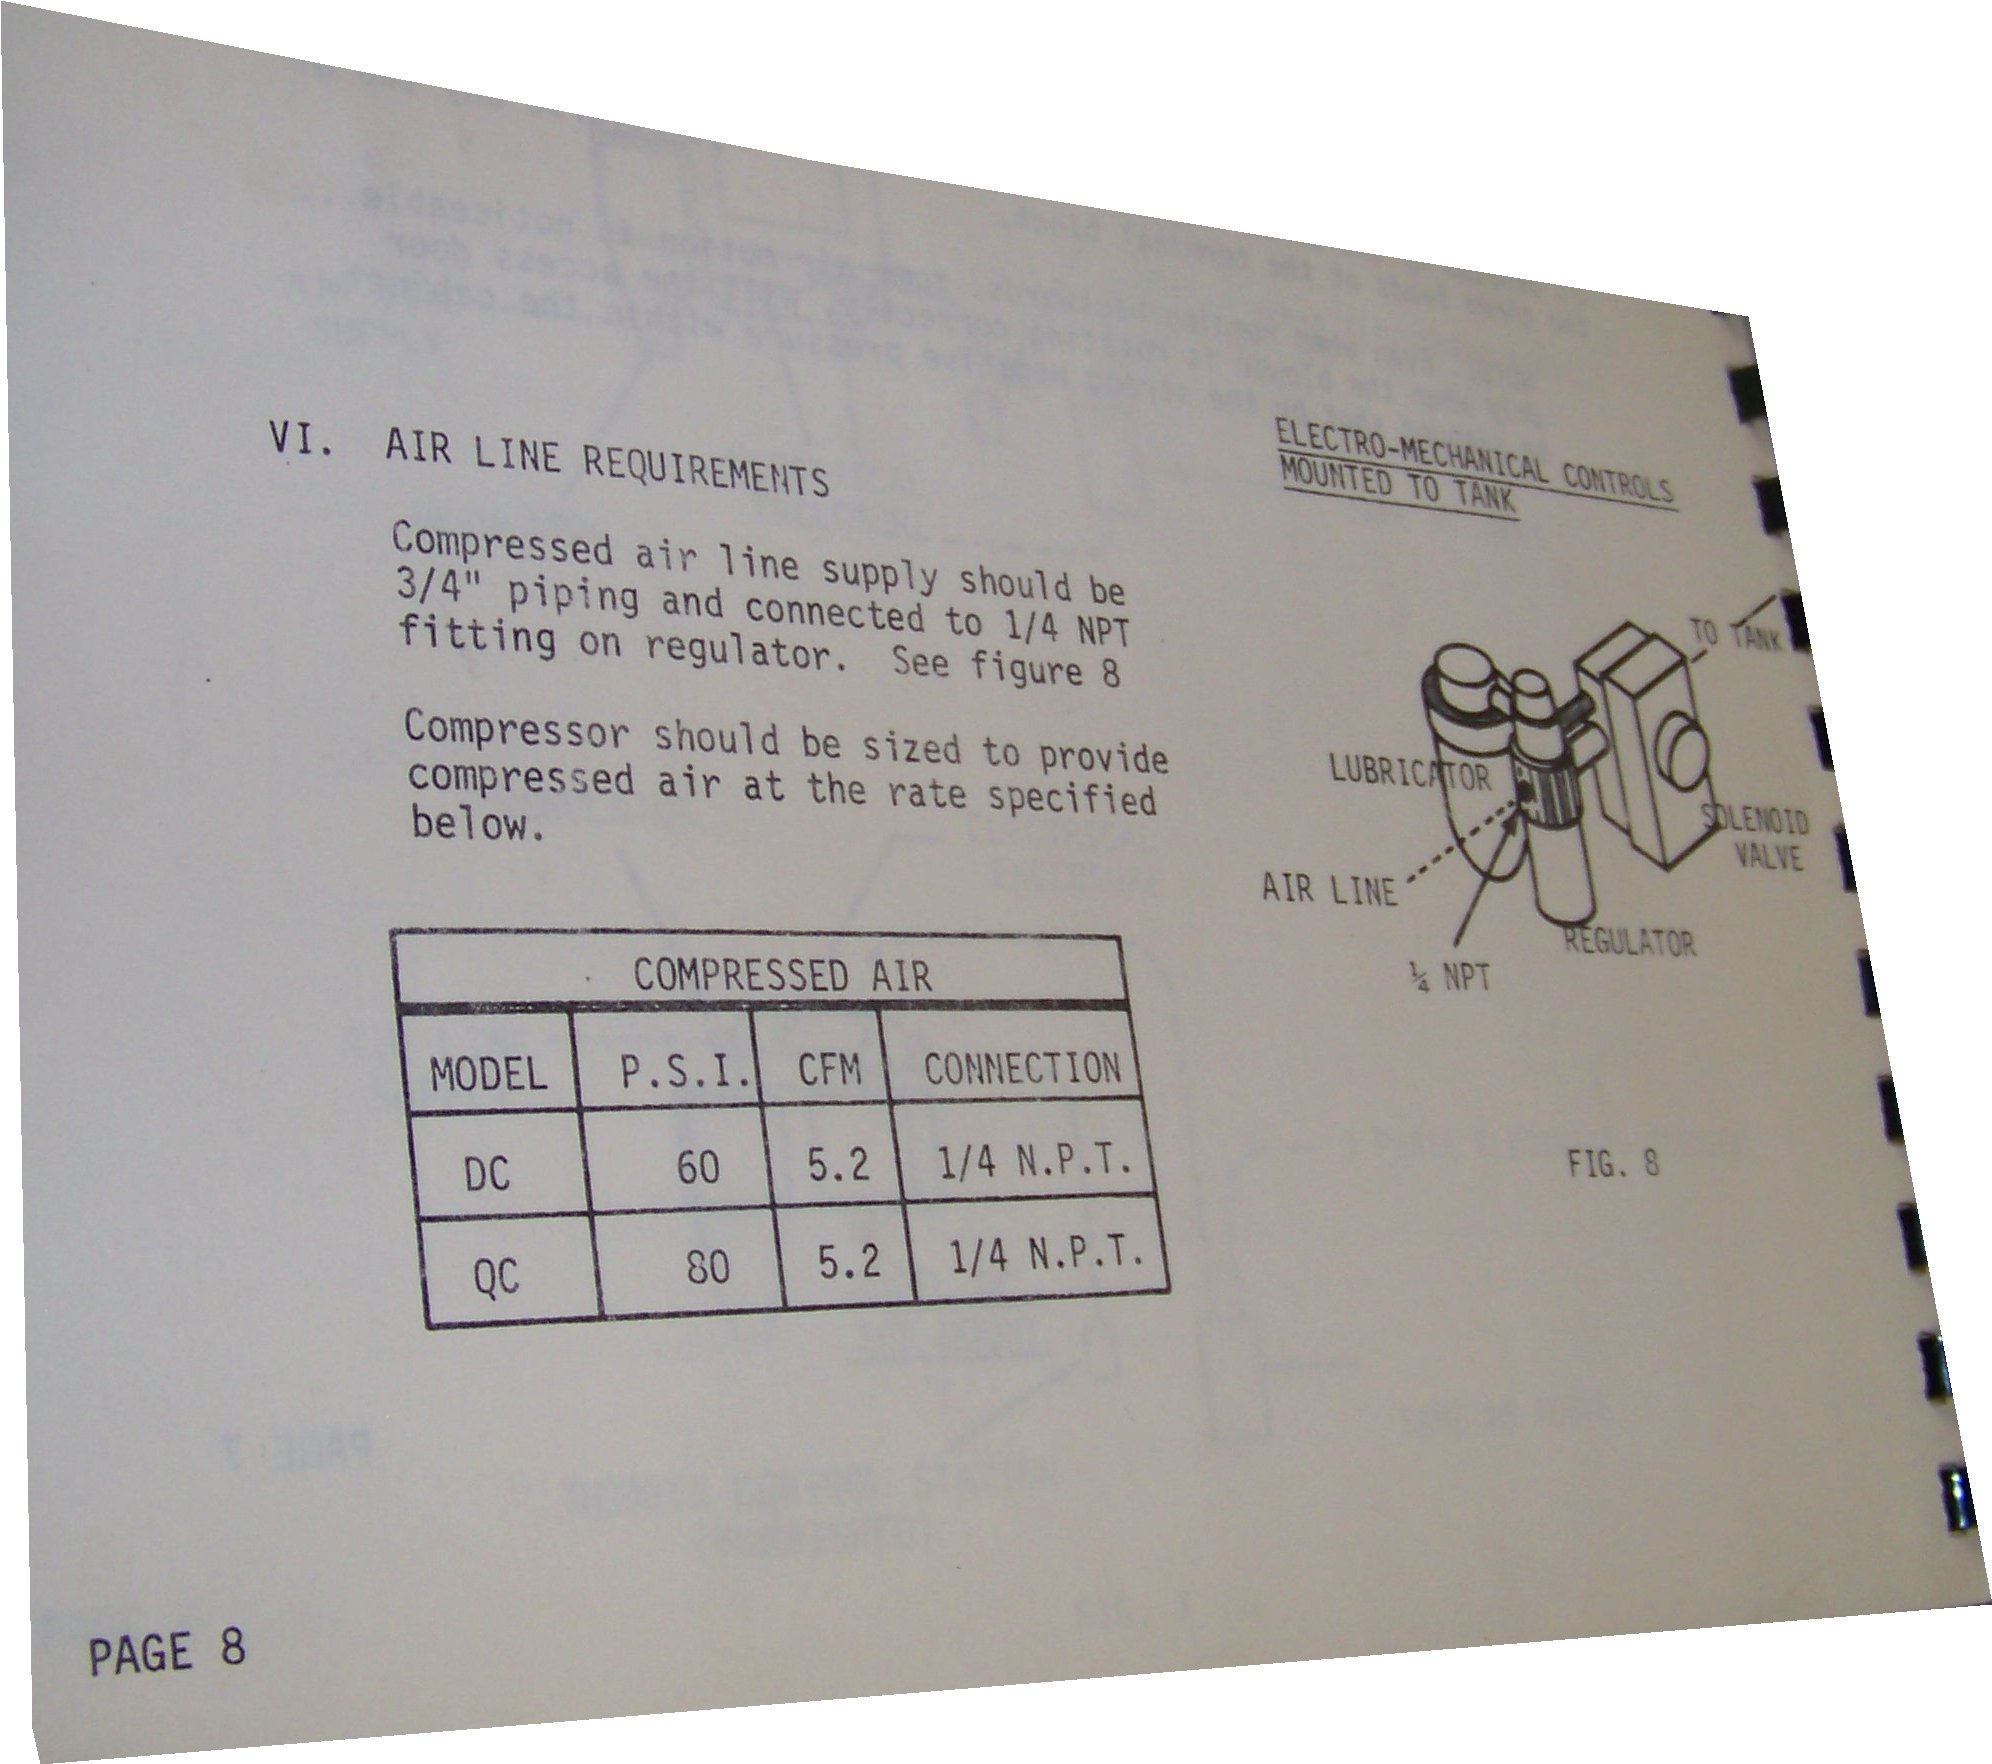 VI. AIR LINE REQUIREMENTS
Compressed air line supply should be
3/4" piping and connected to 1/4 NPT
fitting on regulator. See figure 8
Compressor should be sized to provide
compressed air at the rate specified
below.
COMPRESSED AIR
MODEL P.S.I. CFM CONNECTION
DC 60 5.2 1/4 N.P.T.
QC 80 5.2 1/4 N.P.T.
ELECTRO-MECHANICAL CONTROLS
MOUNTED TO TANK
TO TANK
LUBRICATOR
SOLENOID
VALVE
AIR LINE
REGULATOR
¼ NPT
FIG. 8
PAGE 8